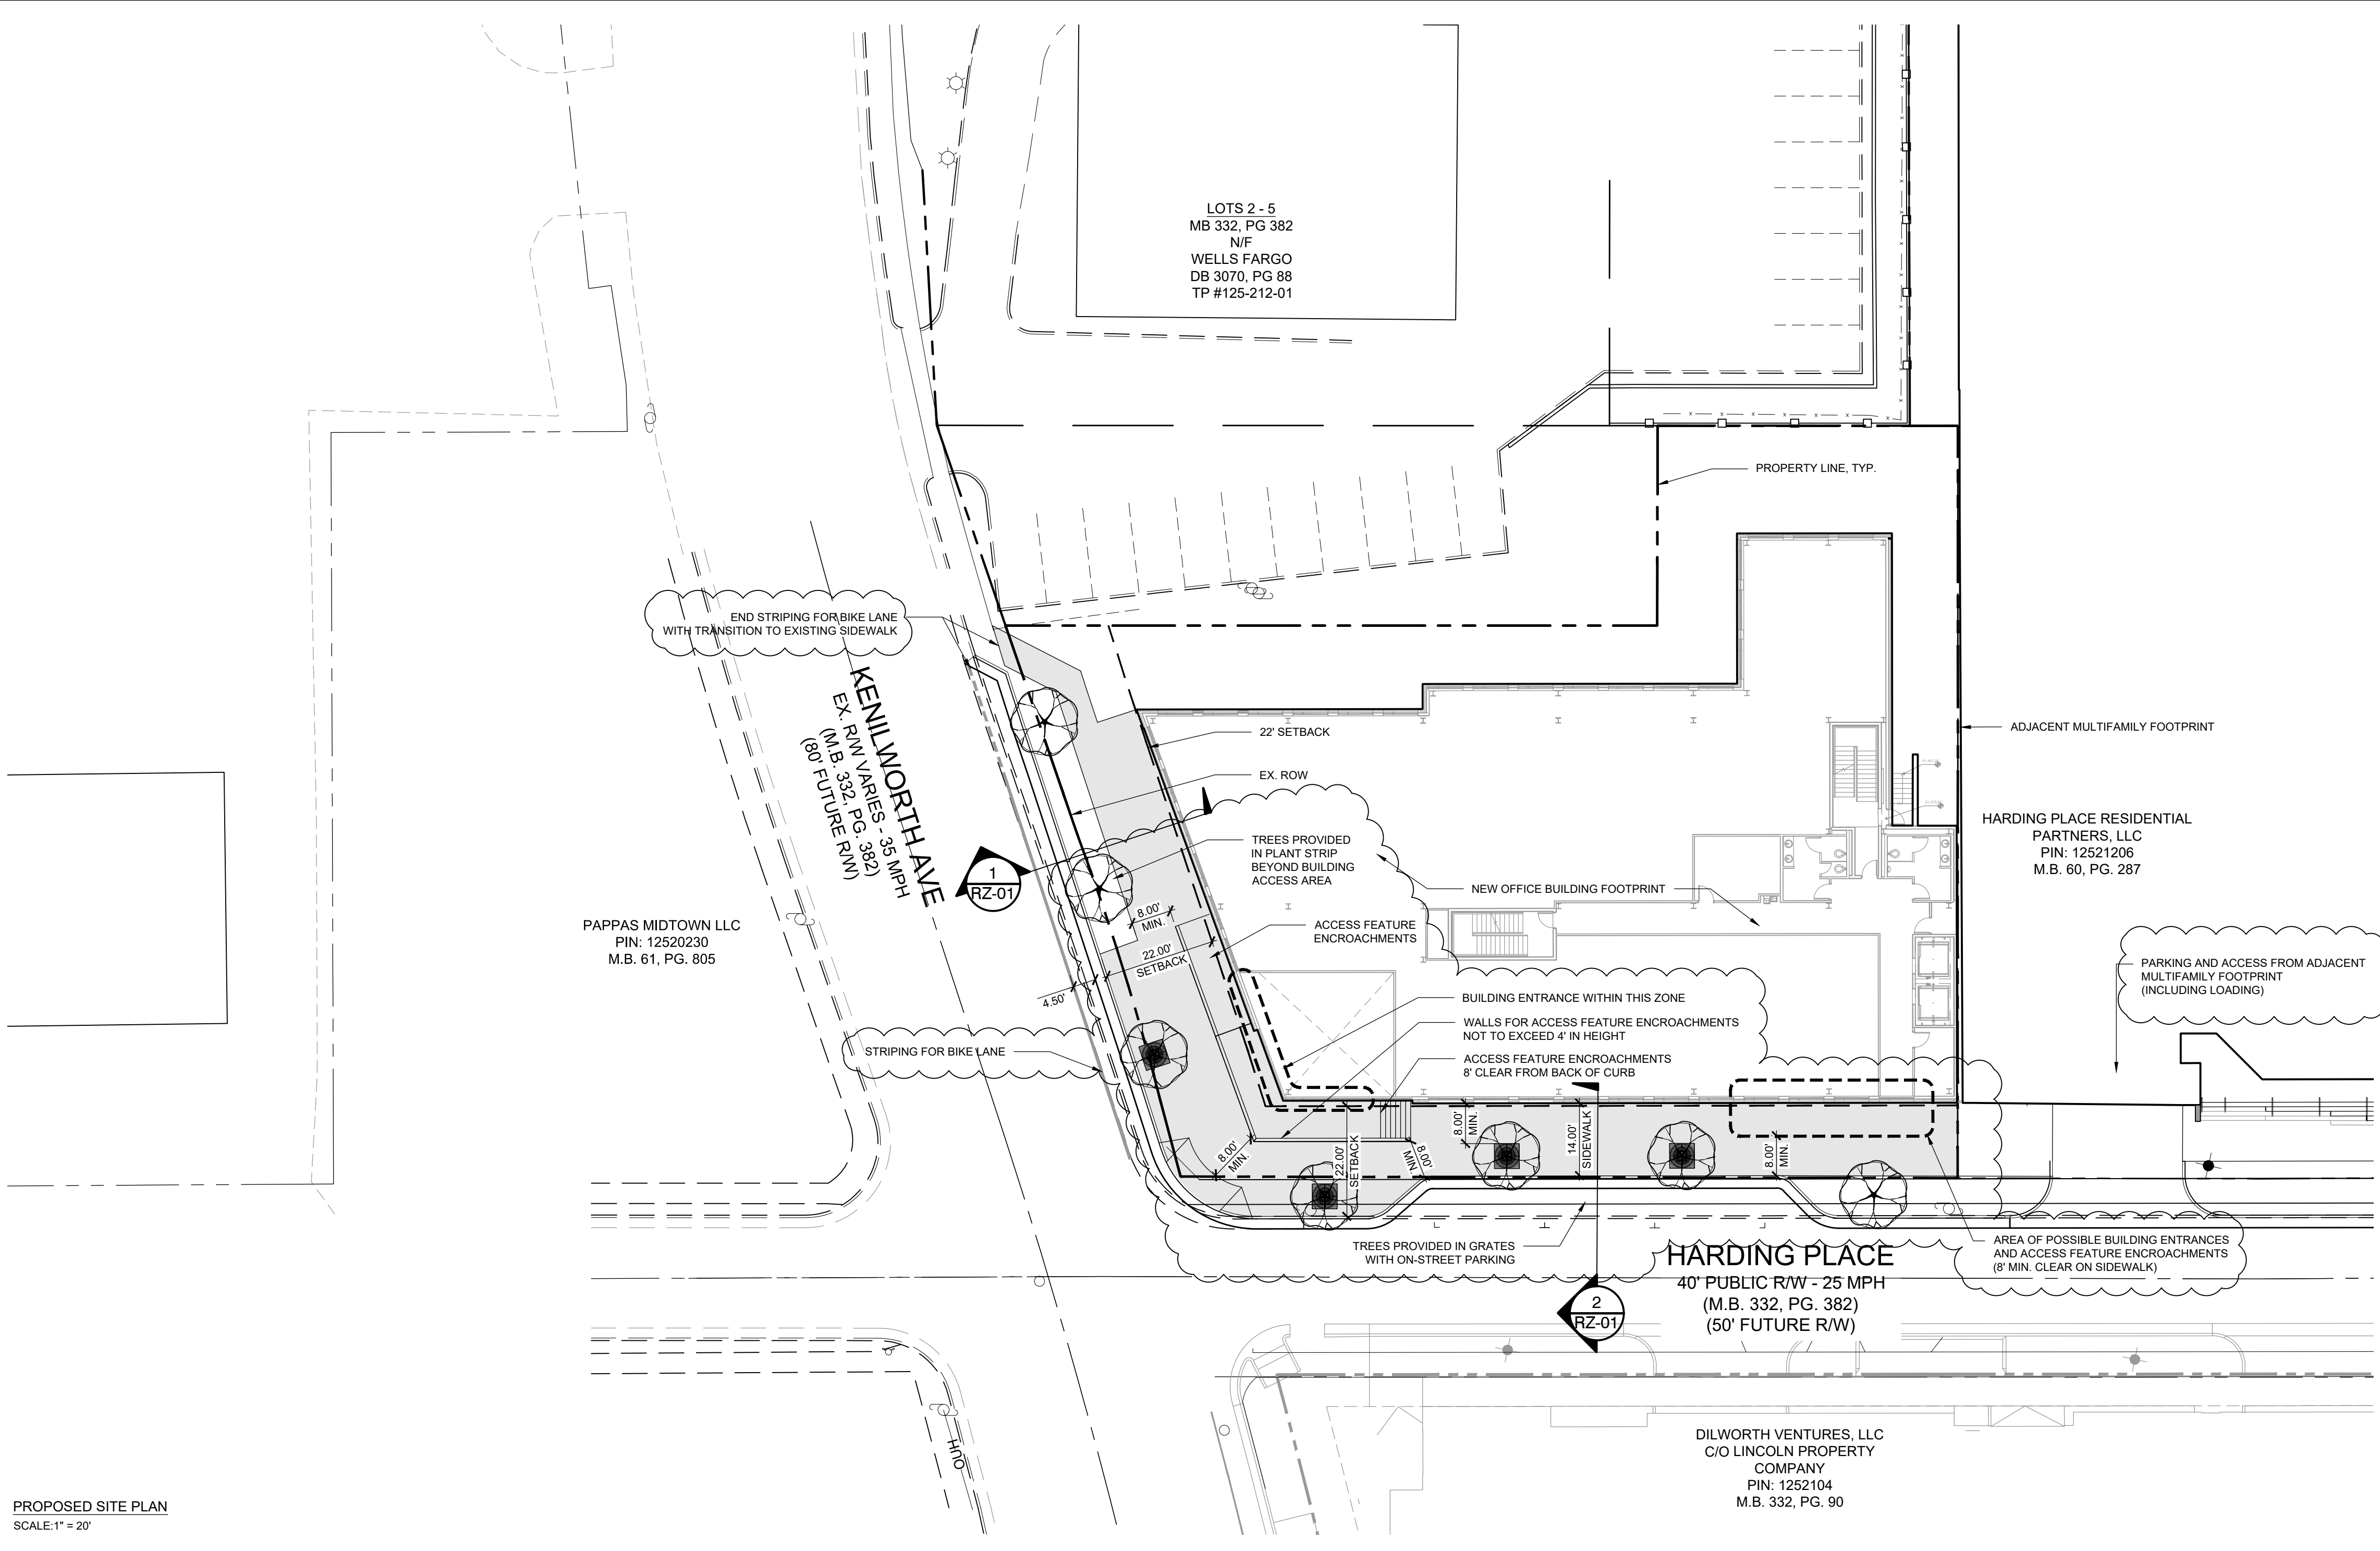 LOTS 2 - 5
MB 332, PG 382
N/F
WELLS FARGO
DB 3070, PG 88
TP #125-212-01
PROPERTY LINE, TYP.
END STRIPING FOR BIKE LANE
WITH TRANSITION TO EXISTING SIDEWALK
KENILWORTH AVE
EX. R/W VARIES - 35 MPH
(M.B. 332, PG. 382)
(80' FUTURE R/W)
22' SETBACK
EX. ROW
ADJACENT MULTIFAMILY FOOTPRINT
TREES PROVIDED
IN PLANT STRIP
BEYOND BUILDING
ACCESS AREA
HARDING PLACE RESIDENTIAL
PARTNERS, LLC
PIN: 12521206
M.B. 60, PG. 287
1
RZ-01
NEW OFFICE BUILDING FOOTPRINT
PAPPAS MIDTOWN LLC
PIN: 12520230
M.B. 61, PG. 805
8.00'
MIN.
ACCESS FEATURE
ENCROACHMENTS
22.00'
SETBACK
4.50'
PARKING AND ACCESS FROM ADJACENT
MULTIFAMILY FOOTPRINT
(INCLUDING LOADING)
BUILDING ENTRANCE WITHIN THIS ZONE
WALLS FOR ACCESS FEATURE ENCROACHMENTS
NOT TO EXCEED 4' IN HEIGHT
STRIPING FOR BIKE LANE
ACCESS FEATURE ENCROACHMENTS
8' CLEAR FROM BACK OF CURB
8.00'
MIN.
22.00'
SETBACK
8.00'
MIN.
8.00'
MIN.
14.00'
SIDEWALK
8.00'
MIN.
TREES PROVIDED IN GRATES
WITH ON-STREET PARKING
HARDING PLACE
40' PUBLIC R/W - 25 MPH
(M.B. 332, PG. 382)
(50' FUTURE R/W)
AREA OF POSSIBLE BUILDING ENTRANCES
AND ACCESS FEATURE ENCROACHMENTS
(8' MIN. CLEAR ON SIDEWALK)
2
RZ-01
OUH
DILWORTH VENTURES, LLC
C/O LINCOLN PROPERTY
COMPANY
PIN: 1252104
M.B. 332, PG. 90
PROPOSED SITE PLAN
SCALE:1" = 20'